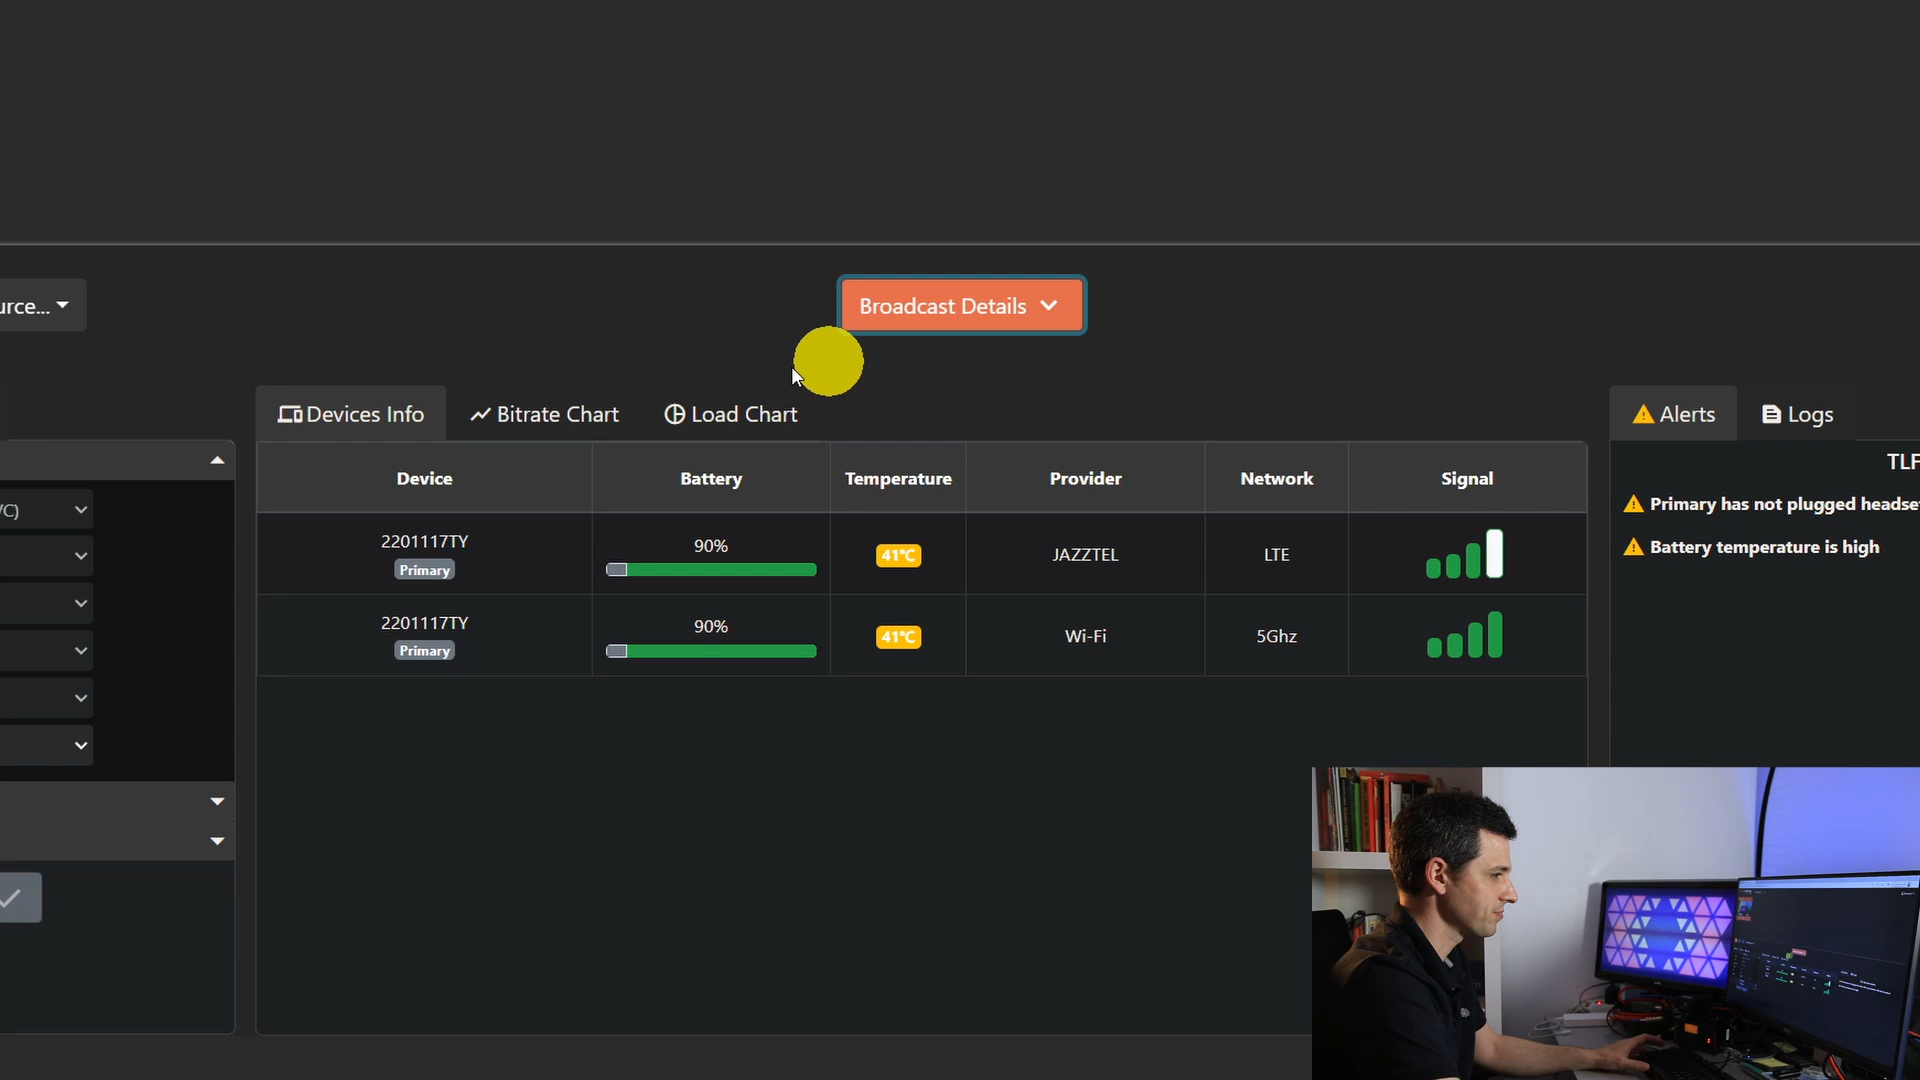 urce...
Broadcast Details
Devices Info
Bitrate Chart
Load Chart
Alerts
Logs
Device
Battery
Temperature
Provider
Network
Signal
TLF
VC)
Primary has not plugged headse
2201117TY
90%
41°C
JAZZTEL
LTE
Primary
Battery temperature is high
2201117TY
90%
41°C
Wi-Fi
5Ghz
Primary